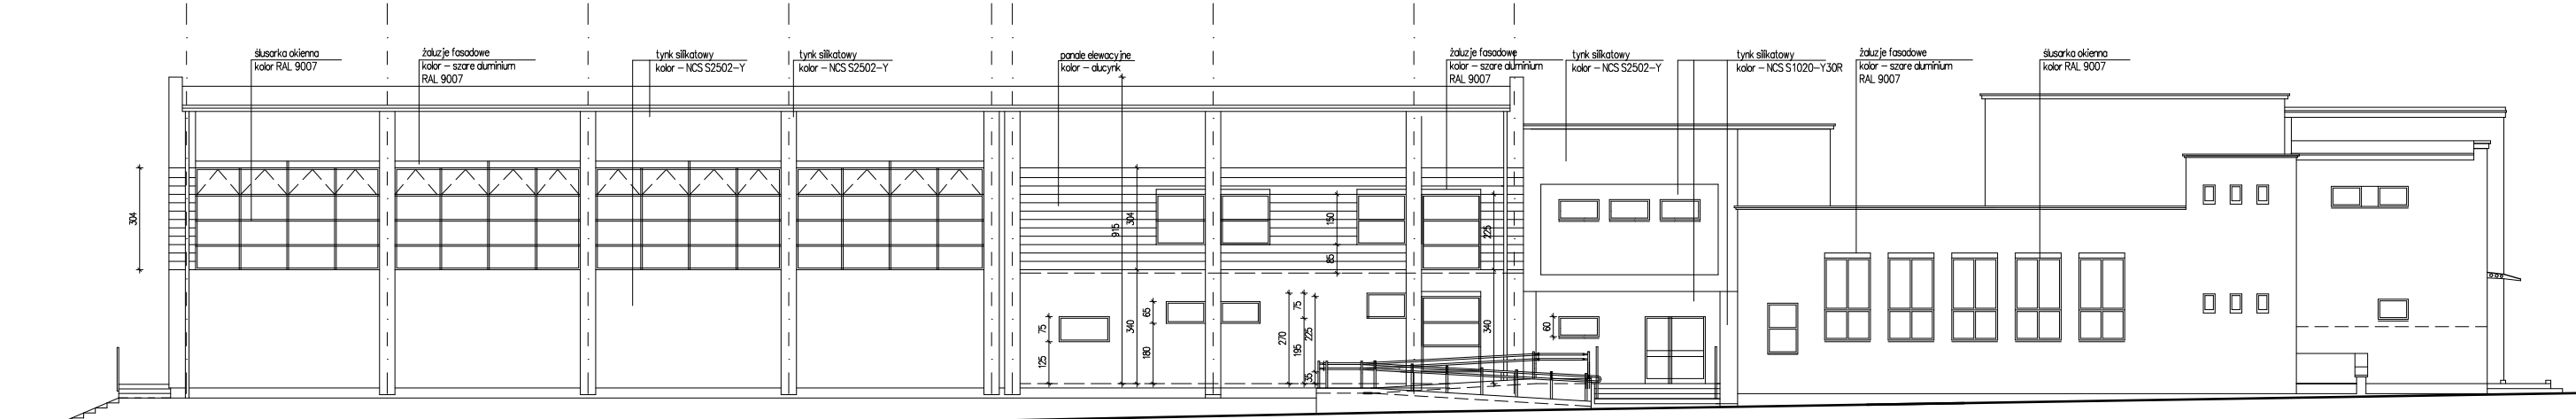 ślusarka okienna
kolor RAL 9007
żaluzje fasadowe
kolor – szare aluminium
RAL 9007
tynk silikatowy
kolor – NCS S2502-Y
tynk silikatowy
kolor – NCS S2502-Y
panale elewacyjne
kolor – alucynk
żaluzje fasadowe
kolor – szare aluminium
RAL 9007
tynk silikatowy
kolor – NCS S2502-Y
tynk silikatowy
kolor – NCS S1020-Y30R
żaluzje fasadowe
kolor – szare aluminium
RAL 9007
ślusarka okienna
kolor RAL 9007
304
915
304
340
75
125
65
180
150
85
225
340
270
75
195
225
35
60